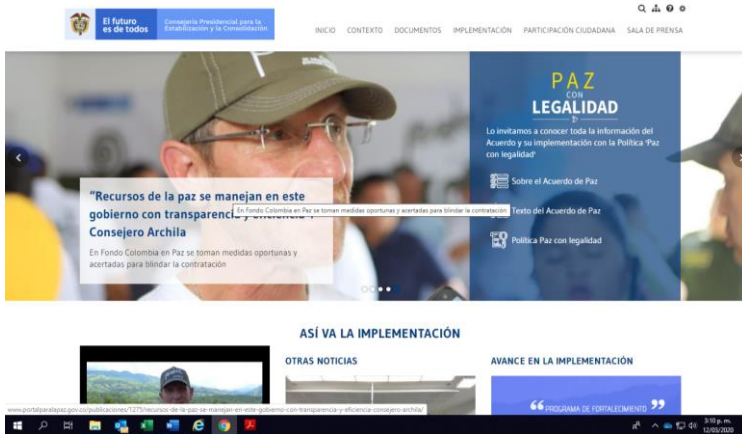 El futuro
es de todos
Consejería Presidencial para la
Estabilización y la Consolidación
INICIO CONTEXTO DOCUMENTOS IMPLEMENTACIÓN PARTICIPACIÓN CIUDADANA SALA DE PRENSA
PAZ
CON
LEGALIDAD
Lo invitamos a conocer toda la información del
Acuerdo y su implementación con la Política 'Paz
con legalidad'
Sobre el Acuerdo de Paz
Texto del Acuerdo de Paz
Política Paz con legalidad
"Recursos de la paz se manejan en este
gobierno con transparencia y eficiencia":
Consejero Archila
En Fondo Colombia en Paz se toman medidas oportunas y acertadas para blindar la contratación
En Fondo Colombia en Paz se toman medidas oportunas y
acertadas para blindar la contratación
ASÍ VA LA IMPLEMENTACIÓN
OTRAS NOTICIAS
AVANCE EN LA IMPLEMENTACIÓN
PROGRAMA DE FORTALECIMIENTO
www.portalparalapaz.gov.co/publicaciones/1275/recursos-de-la-paz-se-manejan-en-este-gobierno-con-transparencia-y-eficiencia-consejero-archila/
3:10 p. m.
12/03/2020